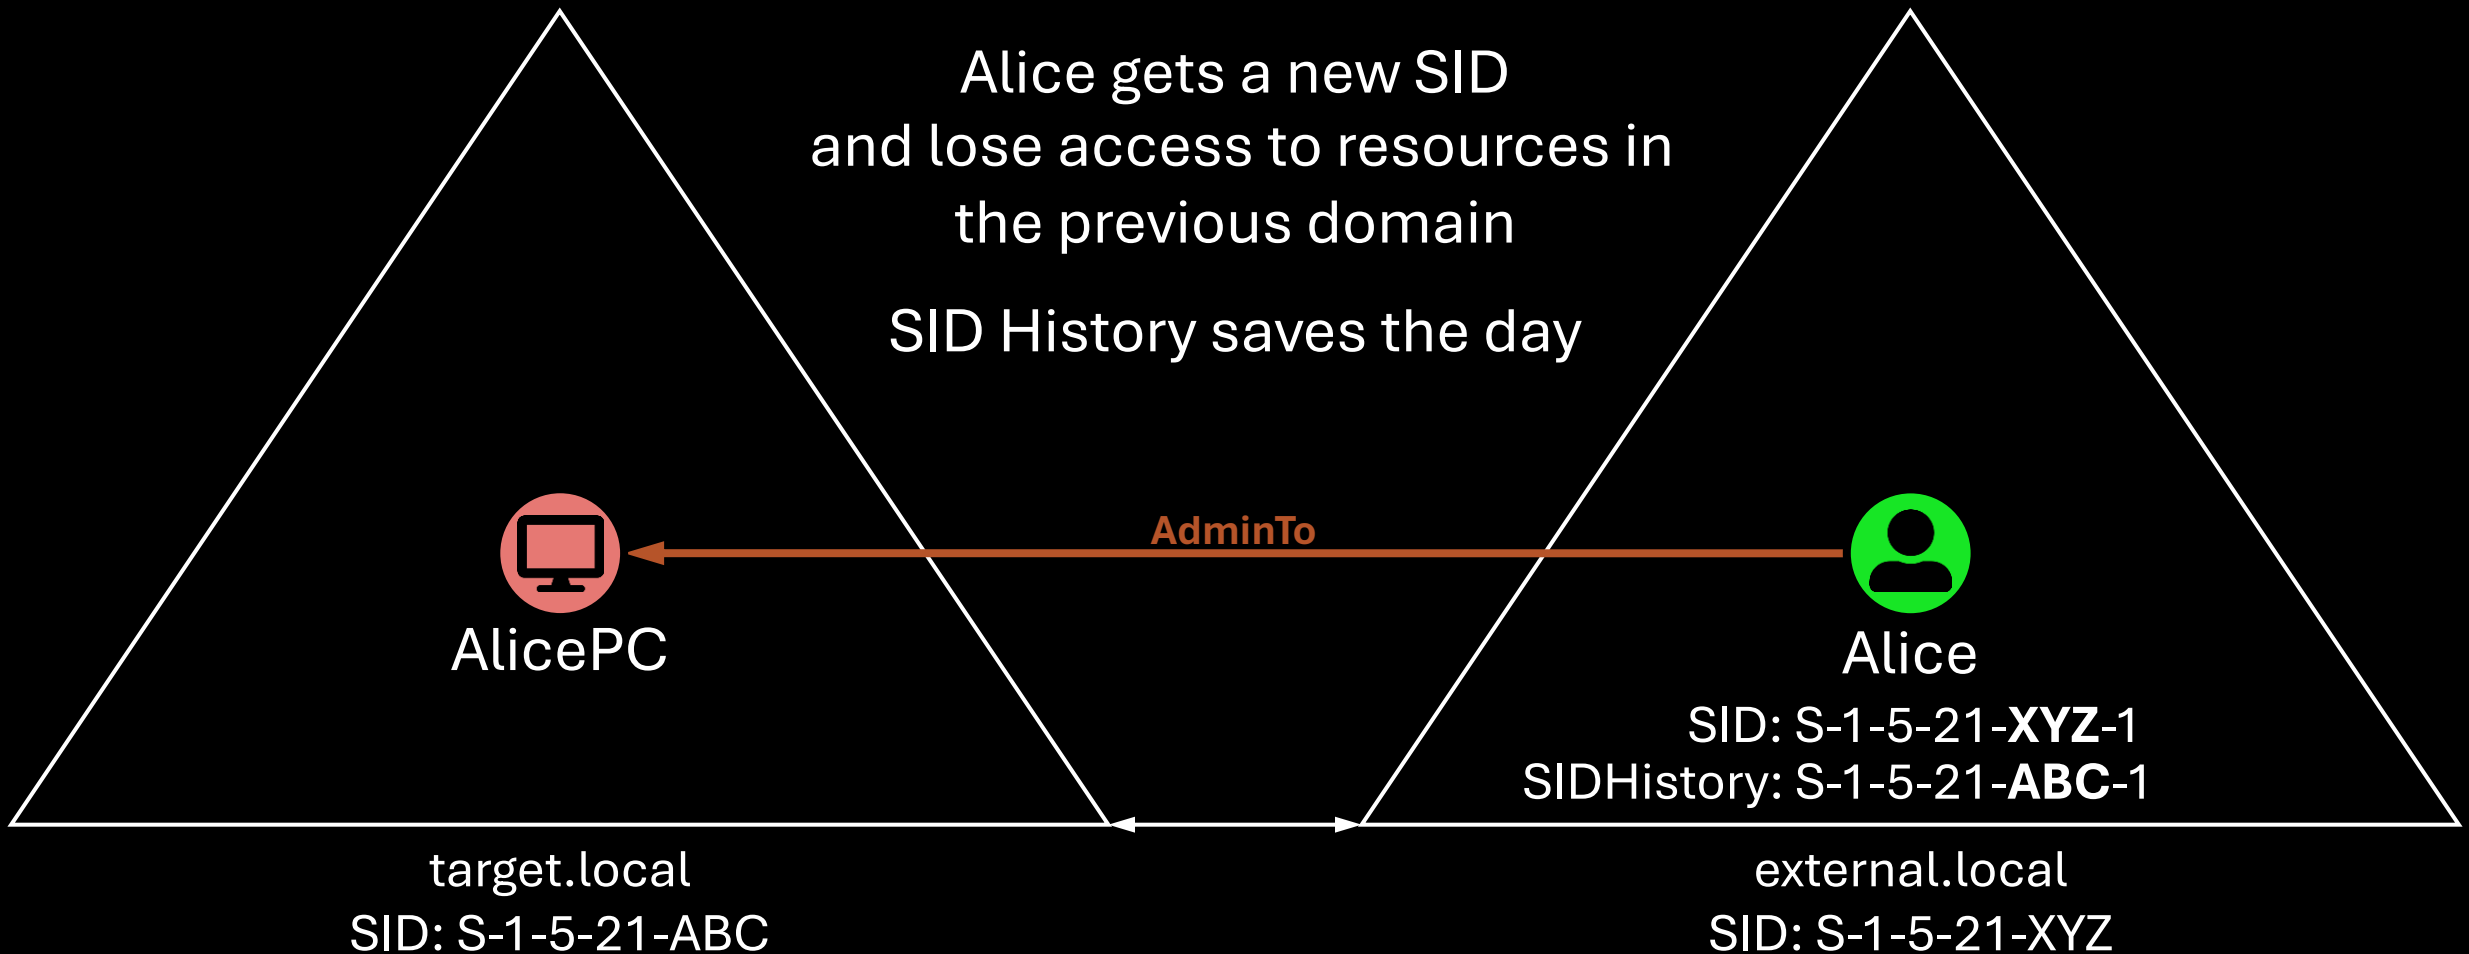 Alice gets a new SID
and lose access to resources in
the previous domain
SID History saves the day
AdminTo
AlicePC
Alice
SID: S-1-5-21-XYZ-1
SIDHistory: S-1-5-21-ABC-1
target.local
SID: S-1-5-21-ABC
external.local
SID: S-1-5-21-XYZ